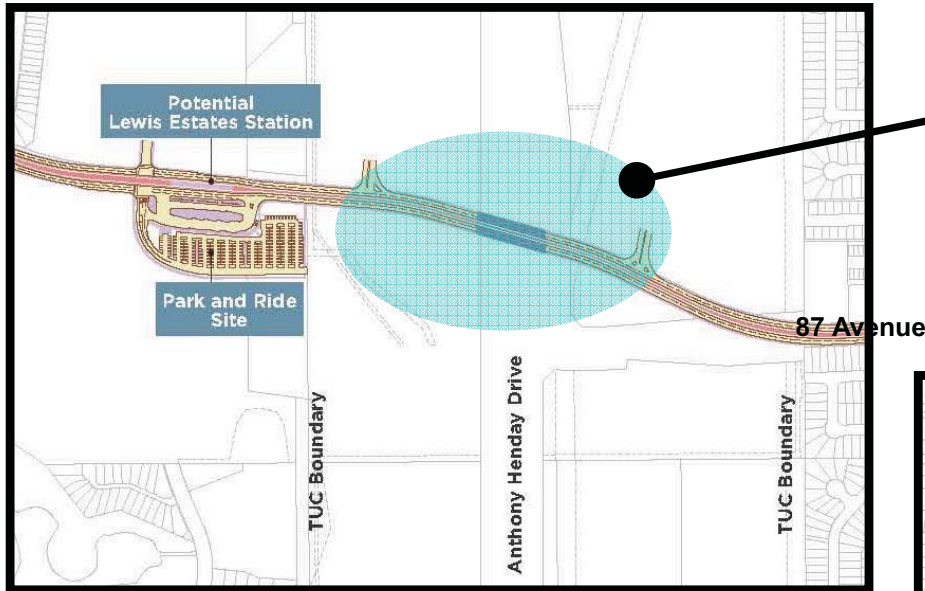 Potential
Lewis Estates Station
Park and Ride
Site
87 Avenue
TUC Boundary
Anthony Henday Drive
TUC Boundary